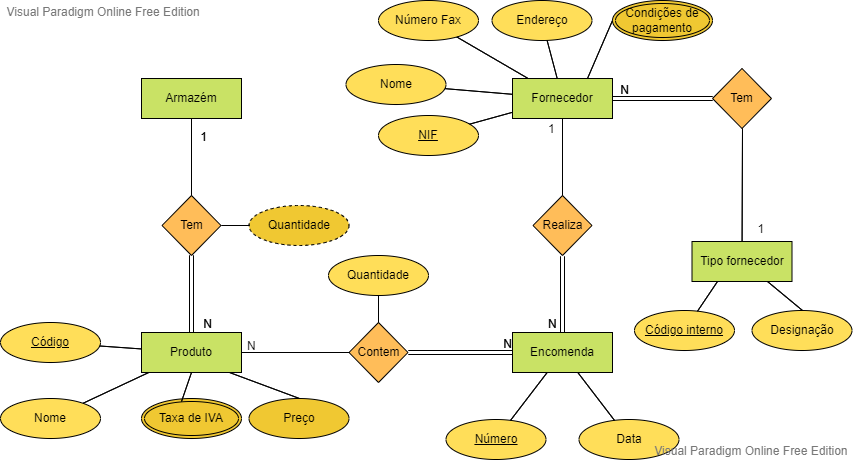 Visual Paradigm Online Free Edition
Número Fax
Endereço
Condições de
pagamento
Nome
NIF
Armazém
Fornecedor
N
Tem
1
1
Tem
Quantidade
Realiza
1
Tipo fornecedor
Quantidade
N
N
Código
Produto
N
Contem
N
Encomenda
Código interno
Designação
Nome
Taxa de IVA
Preço
Número
Data
Visual Paradigm Online Free Edition